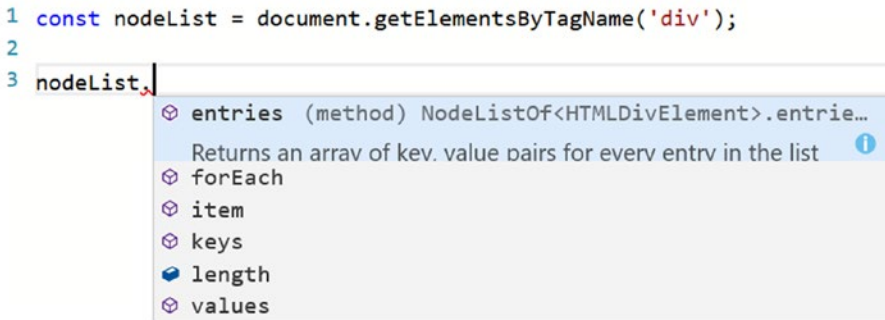 1 const nodeList = document.getElementsByTagName('div');
2
3 nodeList.
entries (method) NodeListOf<HTMLDivElement>.entrie…
Returns an array of key, value pairs for every entry in the list
forEach
item
keys
length
values